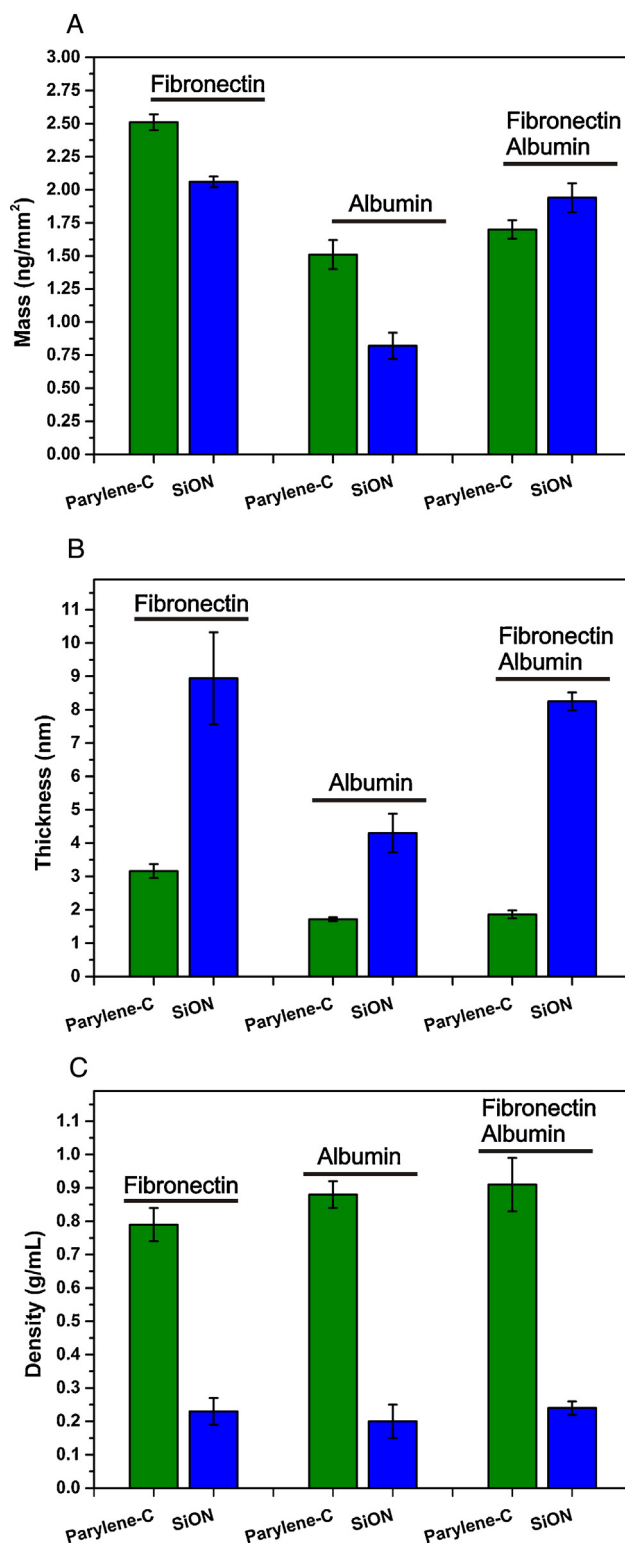 A
3.00
2.75
2.50
2.25
2.00
1.75
1.50
1.25
1.00
0.75
0.50
0.25
0.00
Mass (ng/mm²)
Fibronectin
Albumin
Fibronectin
Albumin
Parylene-C SiON Parylene-C SiON Parylene-C SiON
B
11
10
9
8
7
6
5
4
3
2
1
0
Thickness (nm)
Fibronectin
Albumin
Fibronectin
Albumin
Parylene-C SiON Parylene-C SiON Parylene-C SiON
C
1.1
1.0
0.9
0.8
0.7
0.6
0.5
0.4
0.3
0.2
0.1
0.0
Density (g/mL)
Fibronectin
Albumin
Fibronectin
Albumin
Parylene-C SiON Parylene-C SiON Parylene-C SiON